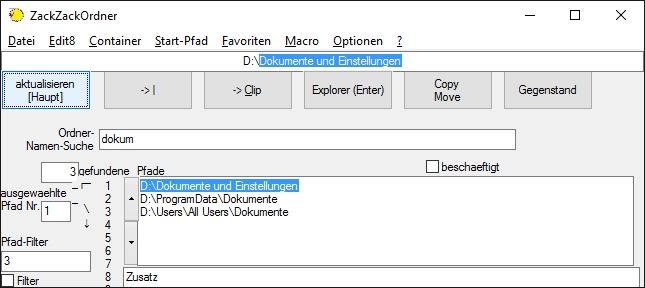 ZackZackOrdner
Datei Edit8 Container Start-Pfad Favoriten Macro Optionen ?
D:\Dokumente und Einstellungen
aktualisieren [Haupt] -> | -> Clip Explorer (Enter) Copy Move Gegenstand
Ordner-Namen-Suche dokum
3 gefundene Pfade beschaeftigt
ausgewaehlte Pfad Nr. 1
1 D:\Dokumente und Einstellungen
2 D:\ProgramData\Dokumente
3 D:\Users\All Users\Dokumente
4
5
6
7
8 Zusatz
Pfad-Filter
3
Filter